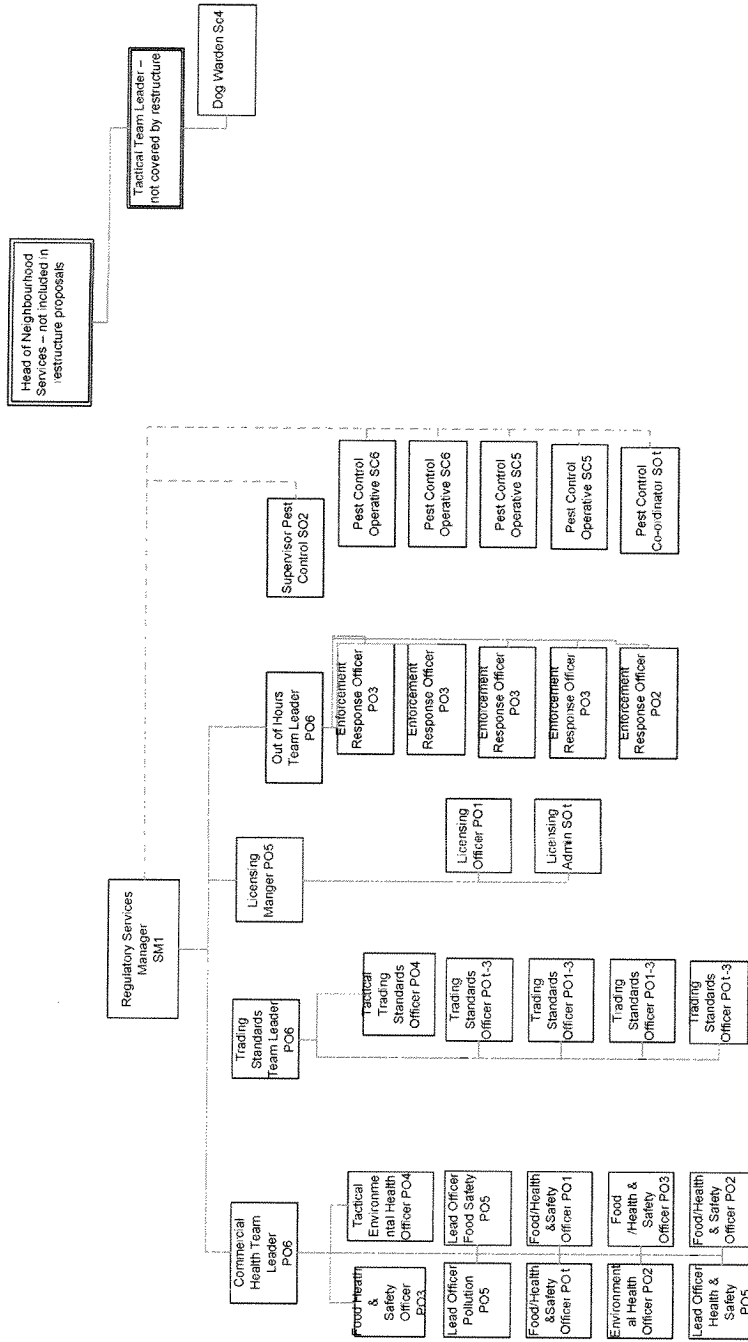 Head of Neighbourhood
Services – not included in
restructure proposals
Tactical Team Leader –
not covered by restructure
Dog Warden Sc4
Regulatory Services
Manager
SM1
Commercial
Health Team
Leader
PO6
Food Heath
&
Safety
Officer
PO3
Tactical
Environme
ntal Health
Officer PO4
Lead Officer
Pollution
PO5
Lead Officer
Food Safety
PO5
Food/Health
&Safety
Officer PO1
Food/Health
&Safety
Officer PO1
Environment
al Health
Officer PO2
Food
/Health &
Safety
Officer PO3
Lead Officer
Health &
Safety
PO5
Food/Health
& Safety
Officer PO2
Trading
Standards
Team Leader
PO6
Tactical
Trading
Standards
Officer PO4
Trading
Standards
Officer PO1-3
Trading
Standards
Officer PO1-3
Trading
Standards
Officer PO1-3
Trading
Standards
Officer PO1-3
Licensing
Manger PO5
Licensing
Officer PO1
Licensing
Admin SO1
Out of Hours
Team Leader
PO6
Enforcement
Response Officer
PO3
Enforcement
Response Officer
PO3
Enforcement
Response Officer
PO3
Enforcement
Response Officer
PO3
Enforcement
Response Officer
PO2
Supervisor Pest
Control SO2
Pest Control
Operative SC6
Pest Control
Operative SC6
Pest Control
Operative SC5
Pest Control
Operative SC5
Pest Control
Co-ordinator SO1